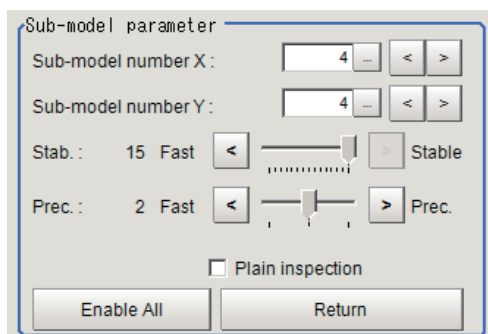 Sub-model parameter
Sub-model number X : 4 ... < >
Sub-model number Y : 4 ... < >
Stab. : 15 Fast < > Stable
Prec. : 2 Fast < > Prec.
Plain inspection
Enable All Return